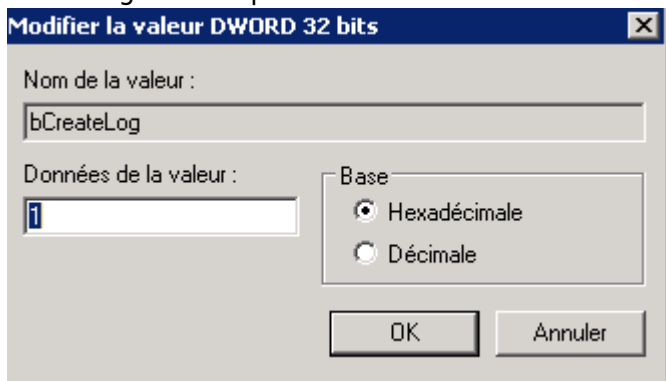 Modifier la valeur DWORD 32 bits
Nom de la valeur :
bCreateLog
Données de la valeur :
1
Base
Hexadécimale
Décimale
OK
Annuler